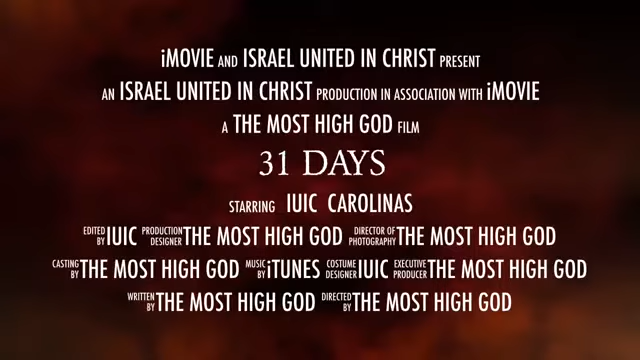 iMOVIE AND ISRAEL UNITED IN CHRIST PRESENT
AN ISRAEL UNITED IN CHRIST PRODUCTION IN ASSOCIATION WITH iMOVIE
A THE MOST HIGH GOD FILM
31 DAYS
STARRING IUIC CAROLINAS
EDITED BY IUIC PRODUCTION DESIGNER THE MOST HIGH GOD DIRECTOR OF PHOTOGRAPHY THE MOST HIGH GOD
CASTING BY THE MOST HIGH GOD MUSIC BY iTUNES COSTUME DESIGNER IUIC EXECUTIVE PRODUCER THE MOST HIGH GOD
WRITTEN BY THE MOST HIGH GOD DIRECTED BY THE MOST HIGH GOD